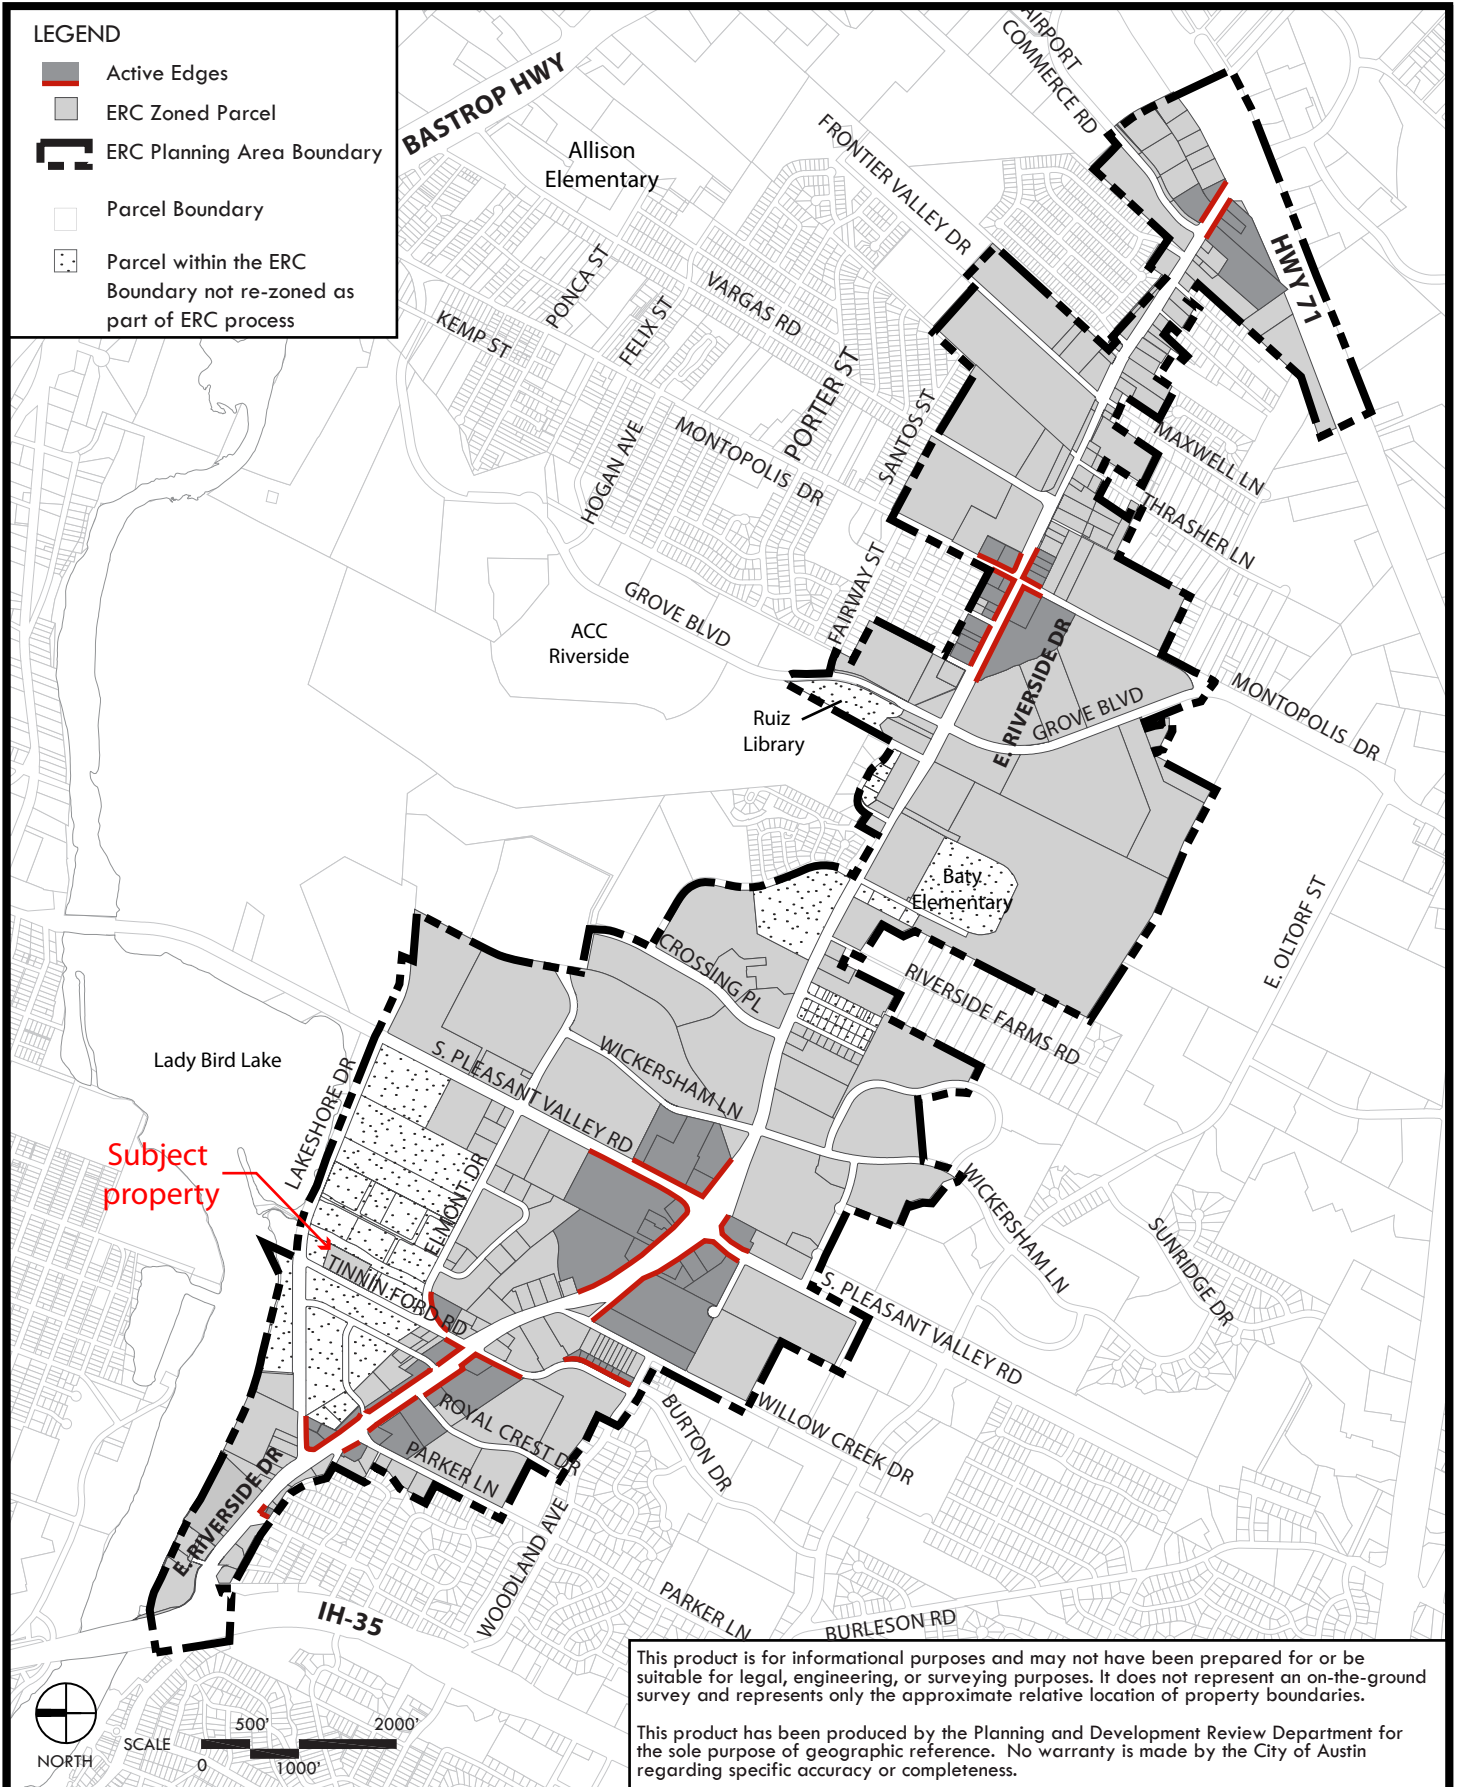 LEGEND
Active Edges
ERC Zoned Parcel
ERC Planning Area Boundary
Parcel Boundary
Parcel within the ERC
Boundary not re-zoned as
part of ERC process
BASTROP HWY
AIRPORT
COMMERCE RD
Allison
Elementary
FRONTIER VALLEY DR
HWY 71
PONCA ST
VARGAS RD
KEMP ST
FELIX ST
PORTER ST
SANTOS ST
MONTOPOLIS DR
HOGAN AVE
MAXWELL LN
THRASHER LN
FAIRWAY ST
GROVE BLVD
ACC
Riverside
E. RIVERSIDE DR
GROVE BLVD
MONTOPOLIS DR
Ruiz
Library
Baty
Elementary
E. OLTORF ST
CROSSING PL
RIVERSIDE FARMS RD
Lady Bird Lake
LAKESHORE DR
S. PLEASANT VALLEY RD
WICKERSHAM LN
Subject
property
ELMONT DR
TINNIN FORD RD
WICKERSHAM LN
SUNRIDGE DR
S. PLEASANT VALLEY RD
ROYAL CREST DR
PARKER LN
BURTON DR
WILLOW CREEK DR
E. RIVERSIDE DR
WOODLAND AVE
IH-35
PARKER LN
BURLESON RD
NORTH
SCALE
500'
2000'
0
1000'
This product is for informational purposes and may not have been prepared for or be
suitable for legal, engineering, or surveying purposes. It does not represent an on-the-ground
survey and represents only the approximate relative location of property boundaries.
This product has been produced by the Planning and Development Review Department for
the sole purpose of geographic reference. No warranty is made by the City of Austin
regarding specific accuracy or completeness.